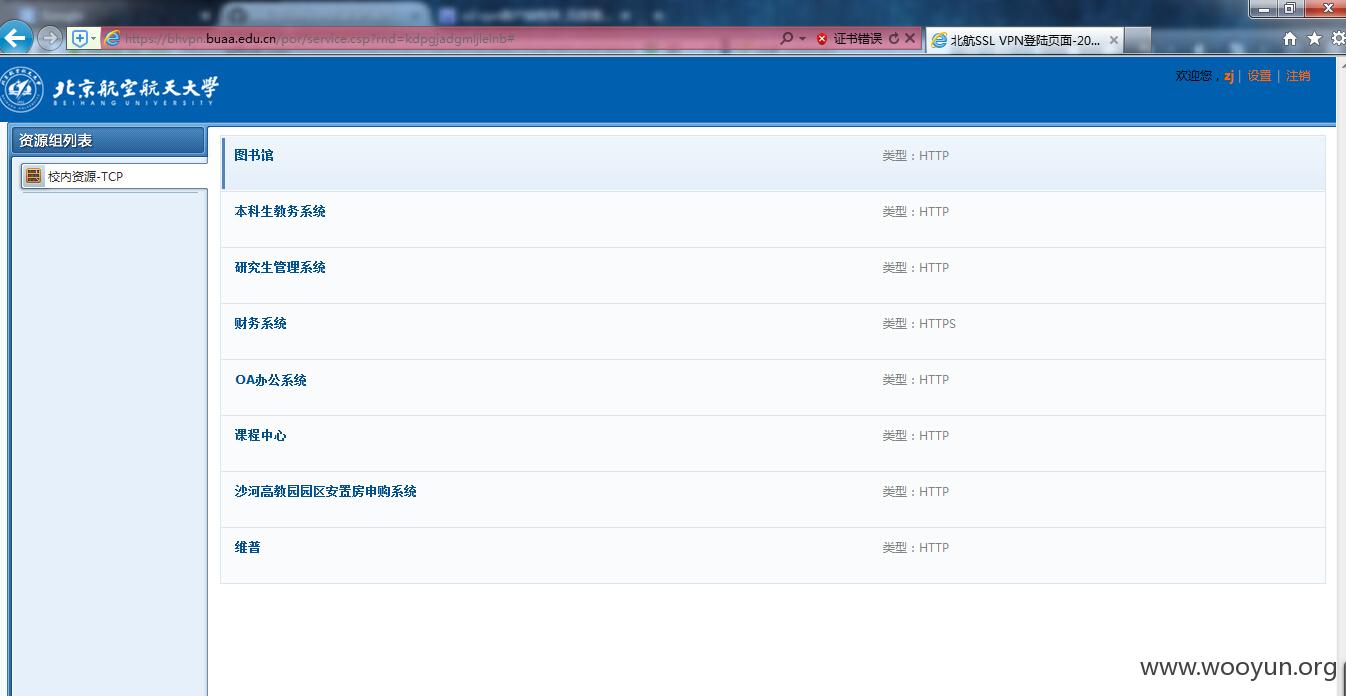 https://bhvpn.buaa.edu.cn/por/service.csp?rnd=kdpgjadgmljlelnb#
证书错误
北航SSL VPN登陆页面-20...
北京航空航天大学
BEIHANG UNIVERSITY
欢迎您，zj | 设置 | 注销
资源组列表
校内资源-TCP
图书馆 类型：HTTP
本科生教务系统 类型：HTTP
研究生管理系统 类型：HTTP
财务系统 类型：HTTPS
OA办公系统 类型：HTTP
课程中心 类型：HTTP
沙河高教园园区安置房申购系统 类型：HTTP
维普 类型：HTTP
www.wooyun.org